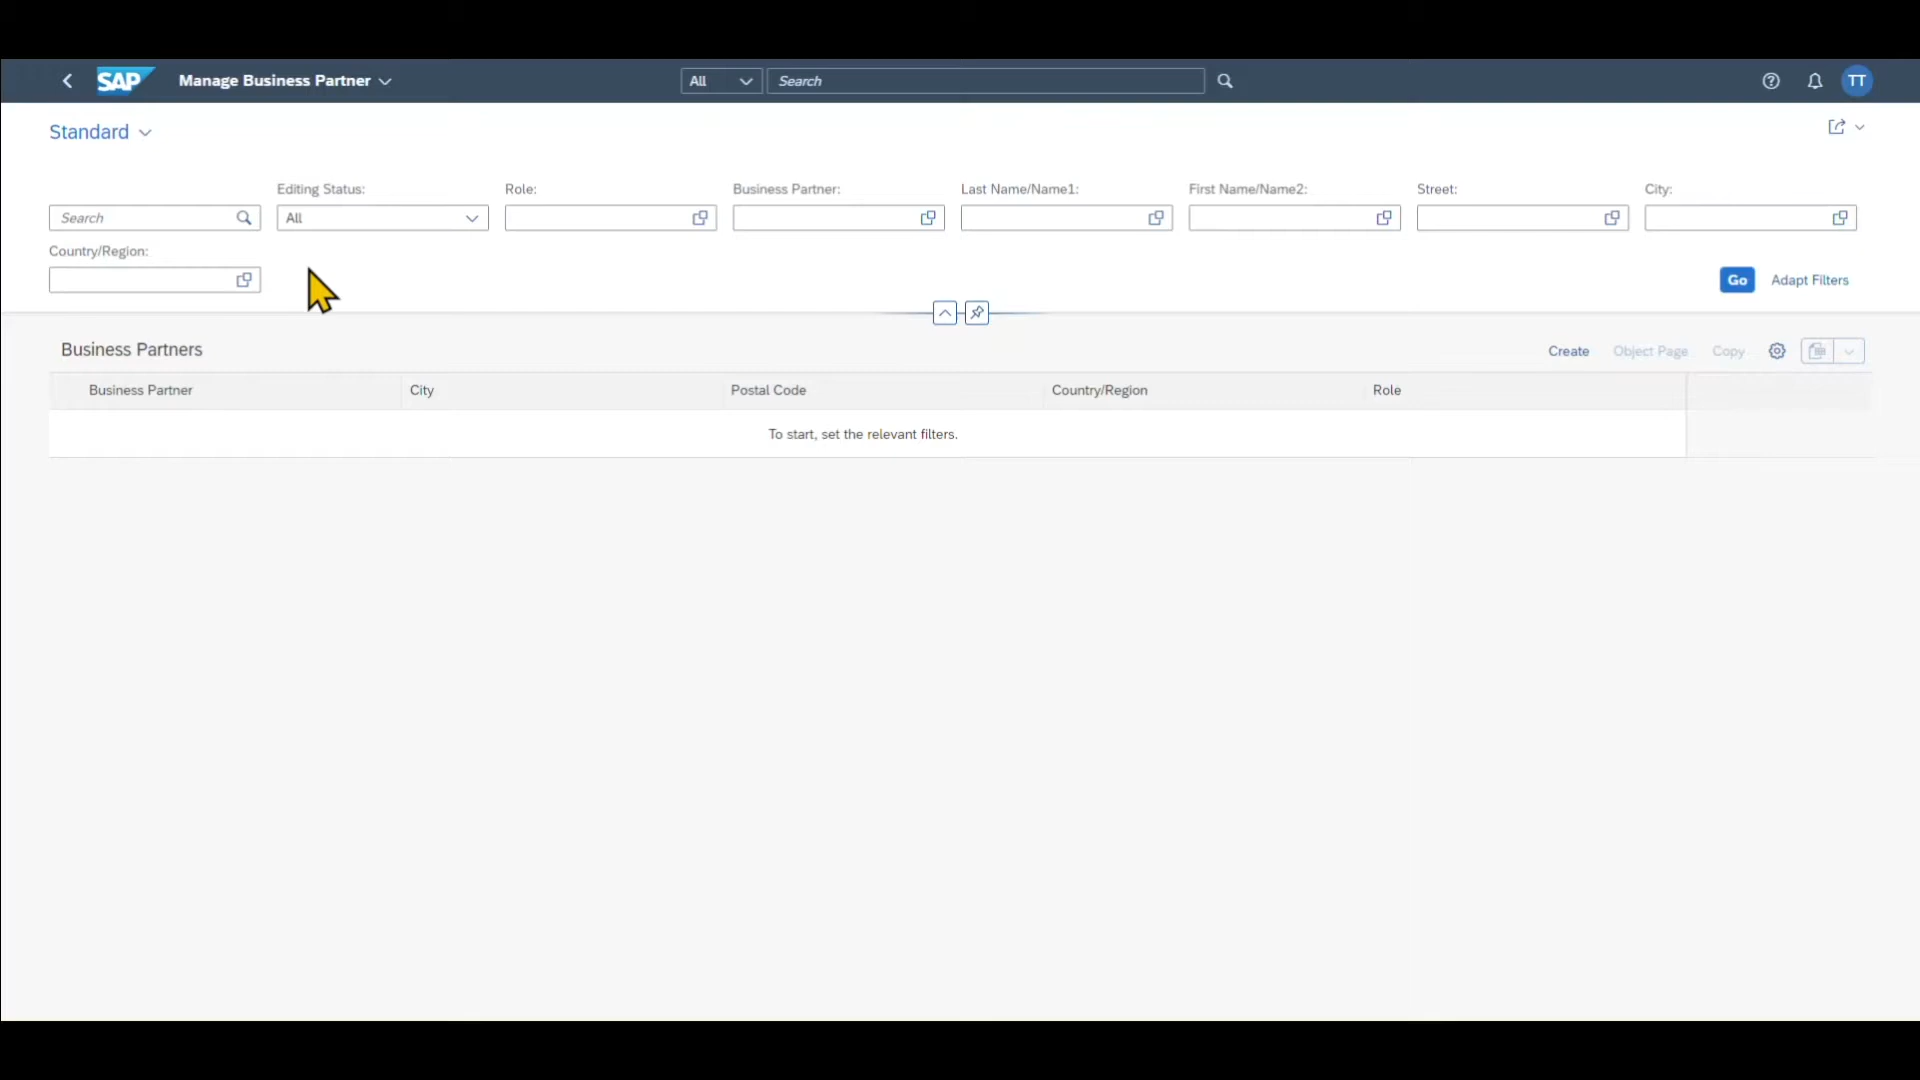 SAP Manage Business Partner All Search TT
Standard
Editing Status: Role: Business Partner: Last Name/Name1: First Name/Name2: Street: City:
Search All
Country/Region:
Go Adapt Filters
Business Partners Create Object Page Copy
Business Partner City Postal Code Country/Region Role
To start, set the relevant filters.